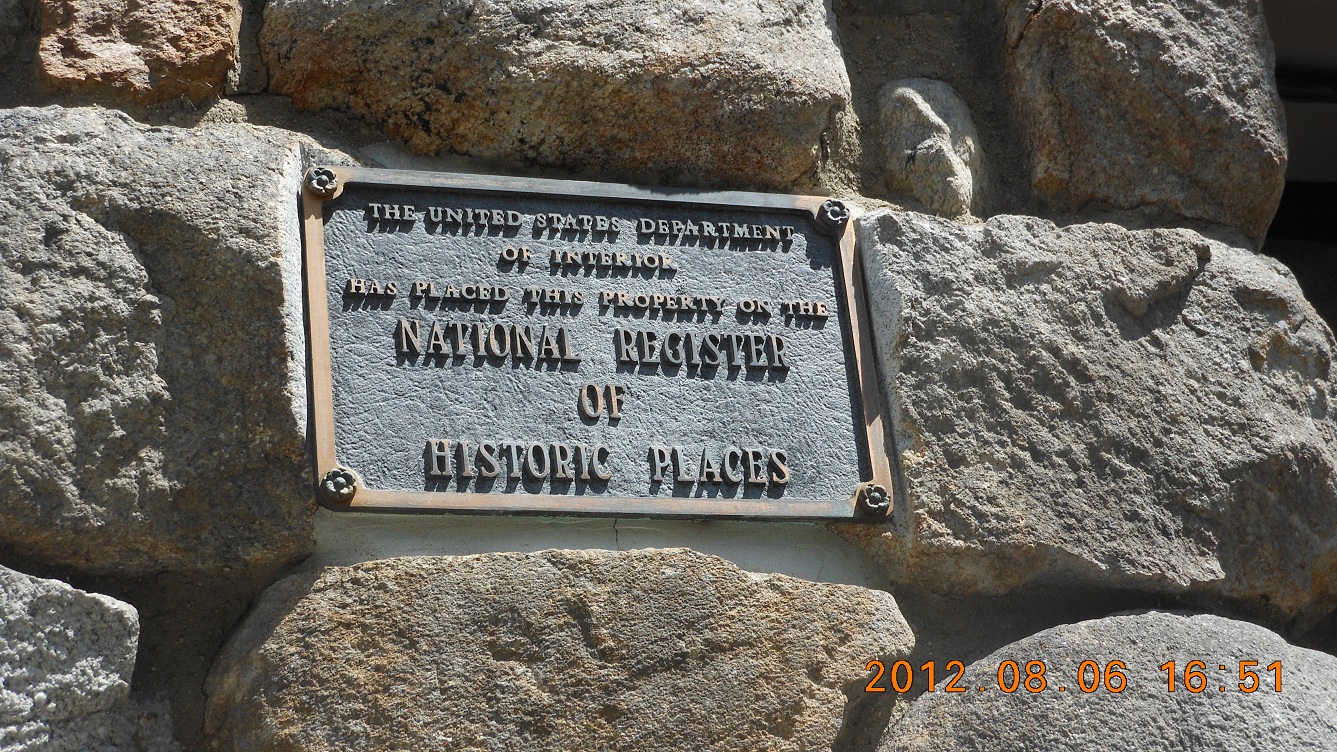 THE UNITED STATES DEPARTMENT
OF INTERIOR
HAS PLACED THIS PROPERTY ON THE
NATIONAL REGISTER
OF
HISTORIC PLACES
2012.08.06 16:51